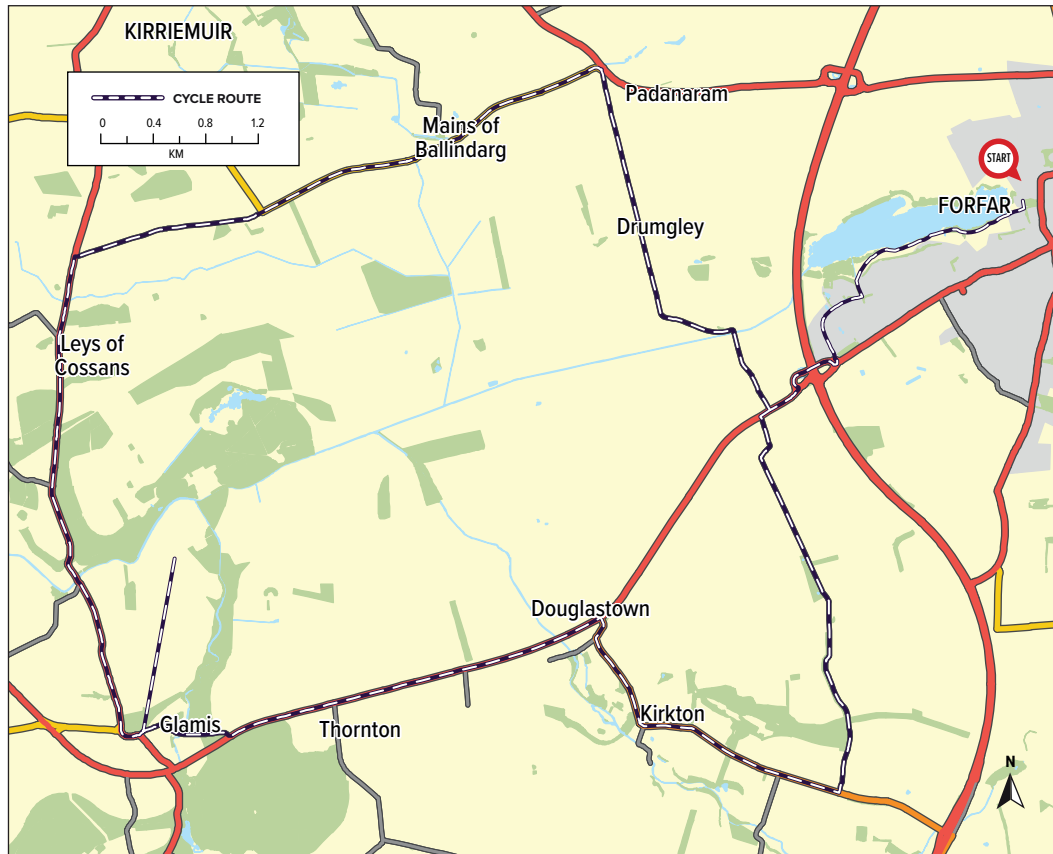 KIRRIEMUIR
CYCLE ROUTE
0 0.4 0.8 1.2
KM
Padanaram
Mains of
Ballindarg
START
FORFAR
Drumgley
Leys of
Cossans
Douglastown
Kirkton
Glamis
Thornton
N